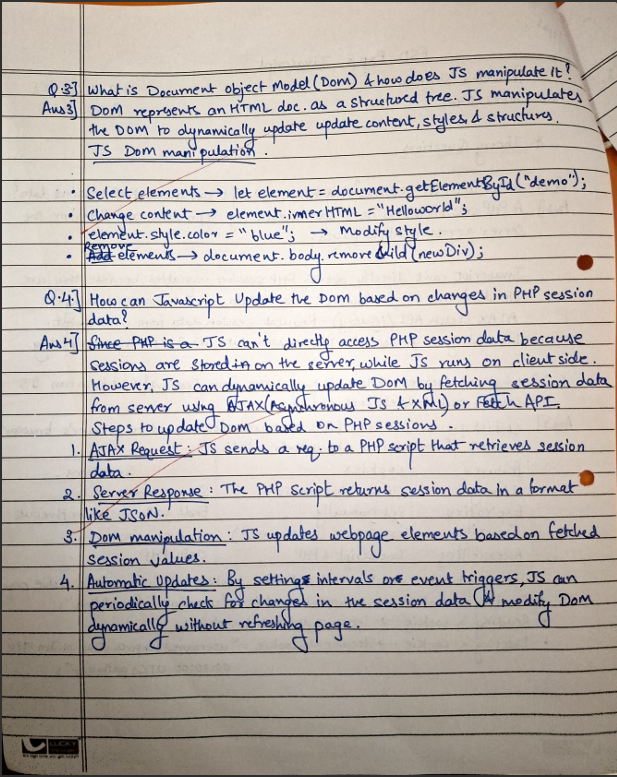 Q.3] What is Document object Model (Dom) & how does JS manipulate It?
Ans3] DOM represents an HTML doc. as a structured tree. JS manipulates
the DOM to dynamically update update content, styles, & structures.
JS Dom manipulation.
• Select elements → let element = document.getElementById("demo");
• Change content → element.innerHTML = "Helloworld";
• element.style.color = "blue"; → Modify style.
Remove
• Add elements → document.body.removeChild(newDiv);
Q.4] How can Javascript Update the DOM based on changes in PHP session
data?
Ans4] Since PHP is a JS can't directly access PHP session data because
sessions are stored in on the server, while JS runs on client side.
However, JS can dynamically update DOM by fetching session data
from server using AJAX (Asynchronous JS & XML) or Fetch API.
Steps to update Dom based on PHP sessions.
1. AJAX Request: JS sends a req. to a PHP script that retrieves session
data.
2. Server Response: The PHP Script returns session data in a format
like JSON.
3. Dom manipulation: JS updates webpage elements based on fetched
session values.
4. Automatic Updates: By settings intervals or event triggers, JS can
periodically check for changes in the session data & modify Dom
dynamically without refreshing page.
LUCKY